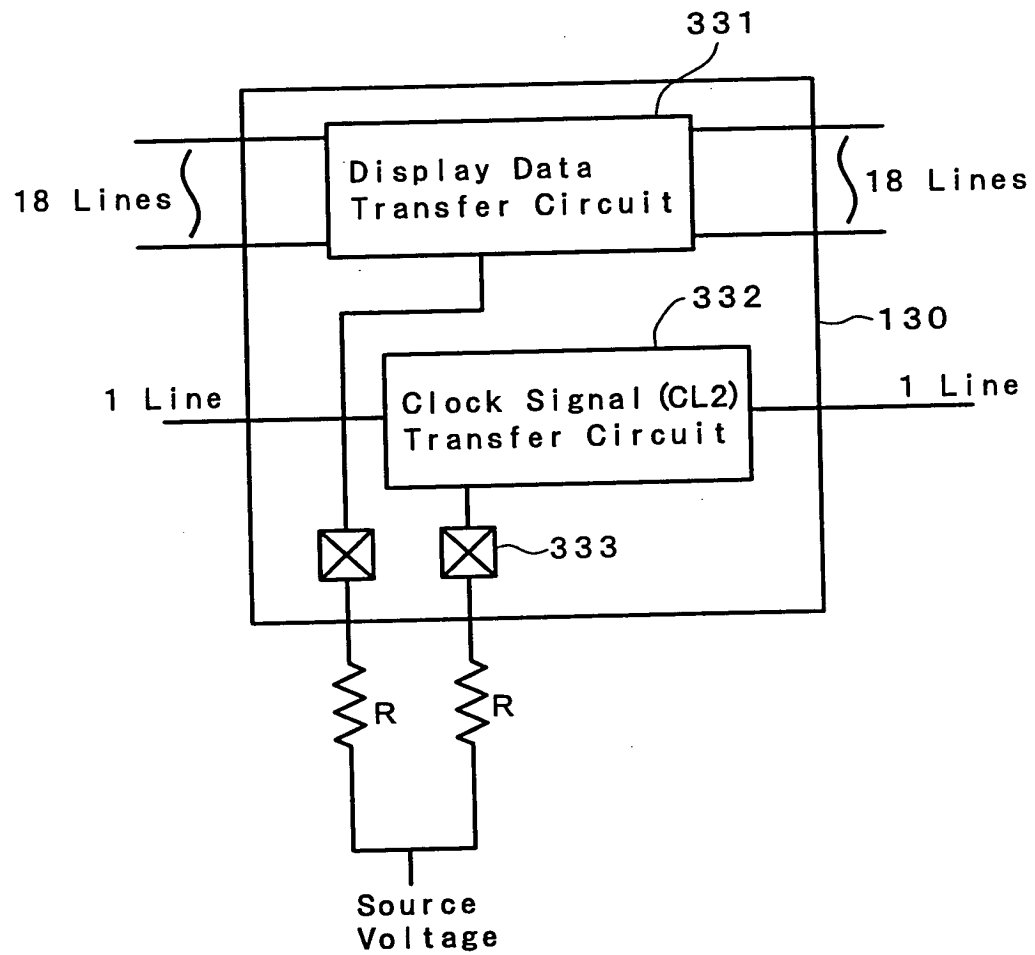 331
Display Data
Transfer Circuit
18 Lines
18 Lines
332
130
1 Line
Clock Signal (CL2)
Transfer Circuit
1 Line
333
R
R
Source
Voltage